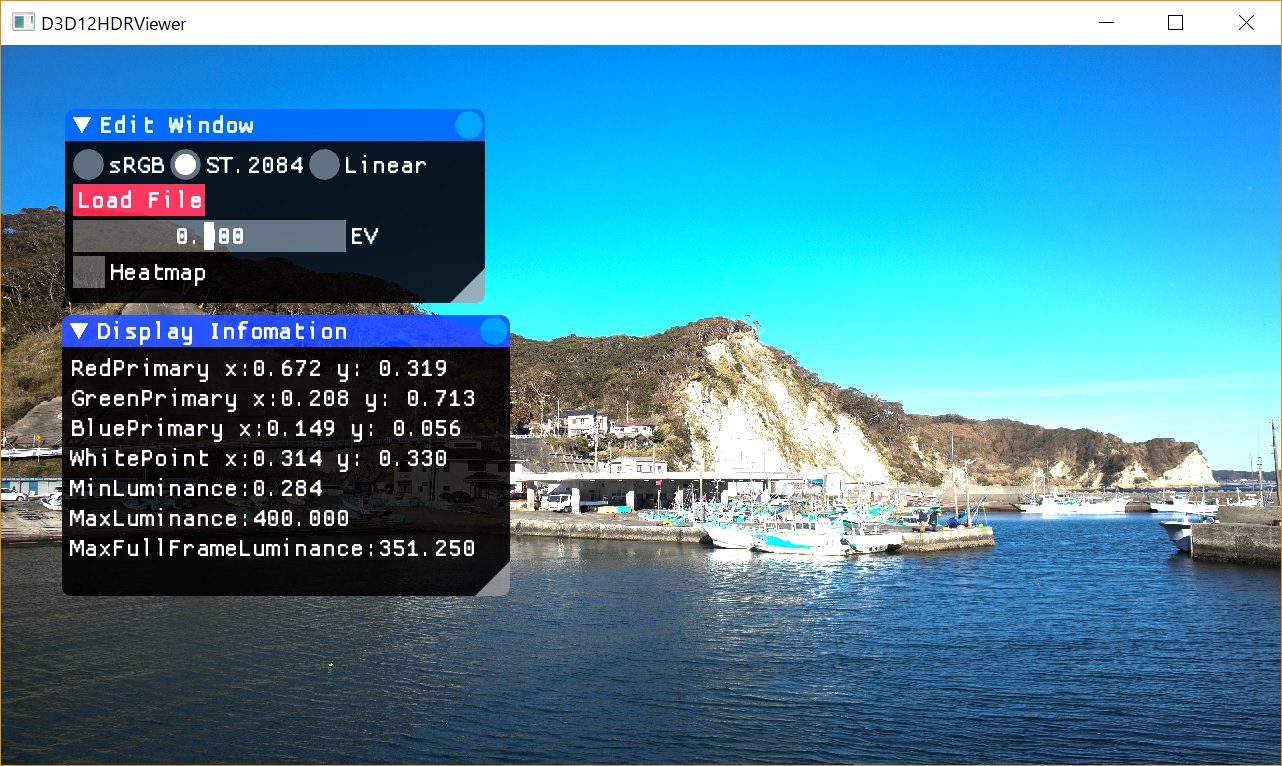 D3D12HDRViewer
Edit Window
sRGB ST.2084 Linear
Load File
0.000 EV
Heatmap
Display Infomation
RedPrimary x:0.672 y: 0.319
GreenPrimary x:0.208 y: 0.713
BluePrimary x:0.149 y: 0.056
WhitePoint x:0.314 y: 0.330
MinLuminance:0.284
MaxLuminance:400.000
MaxFullFrameLuminance:351.250